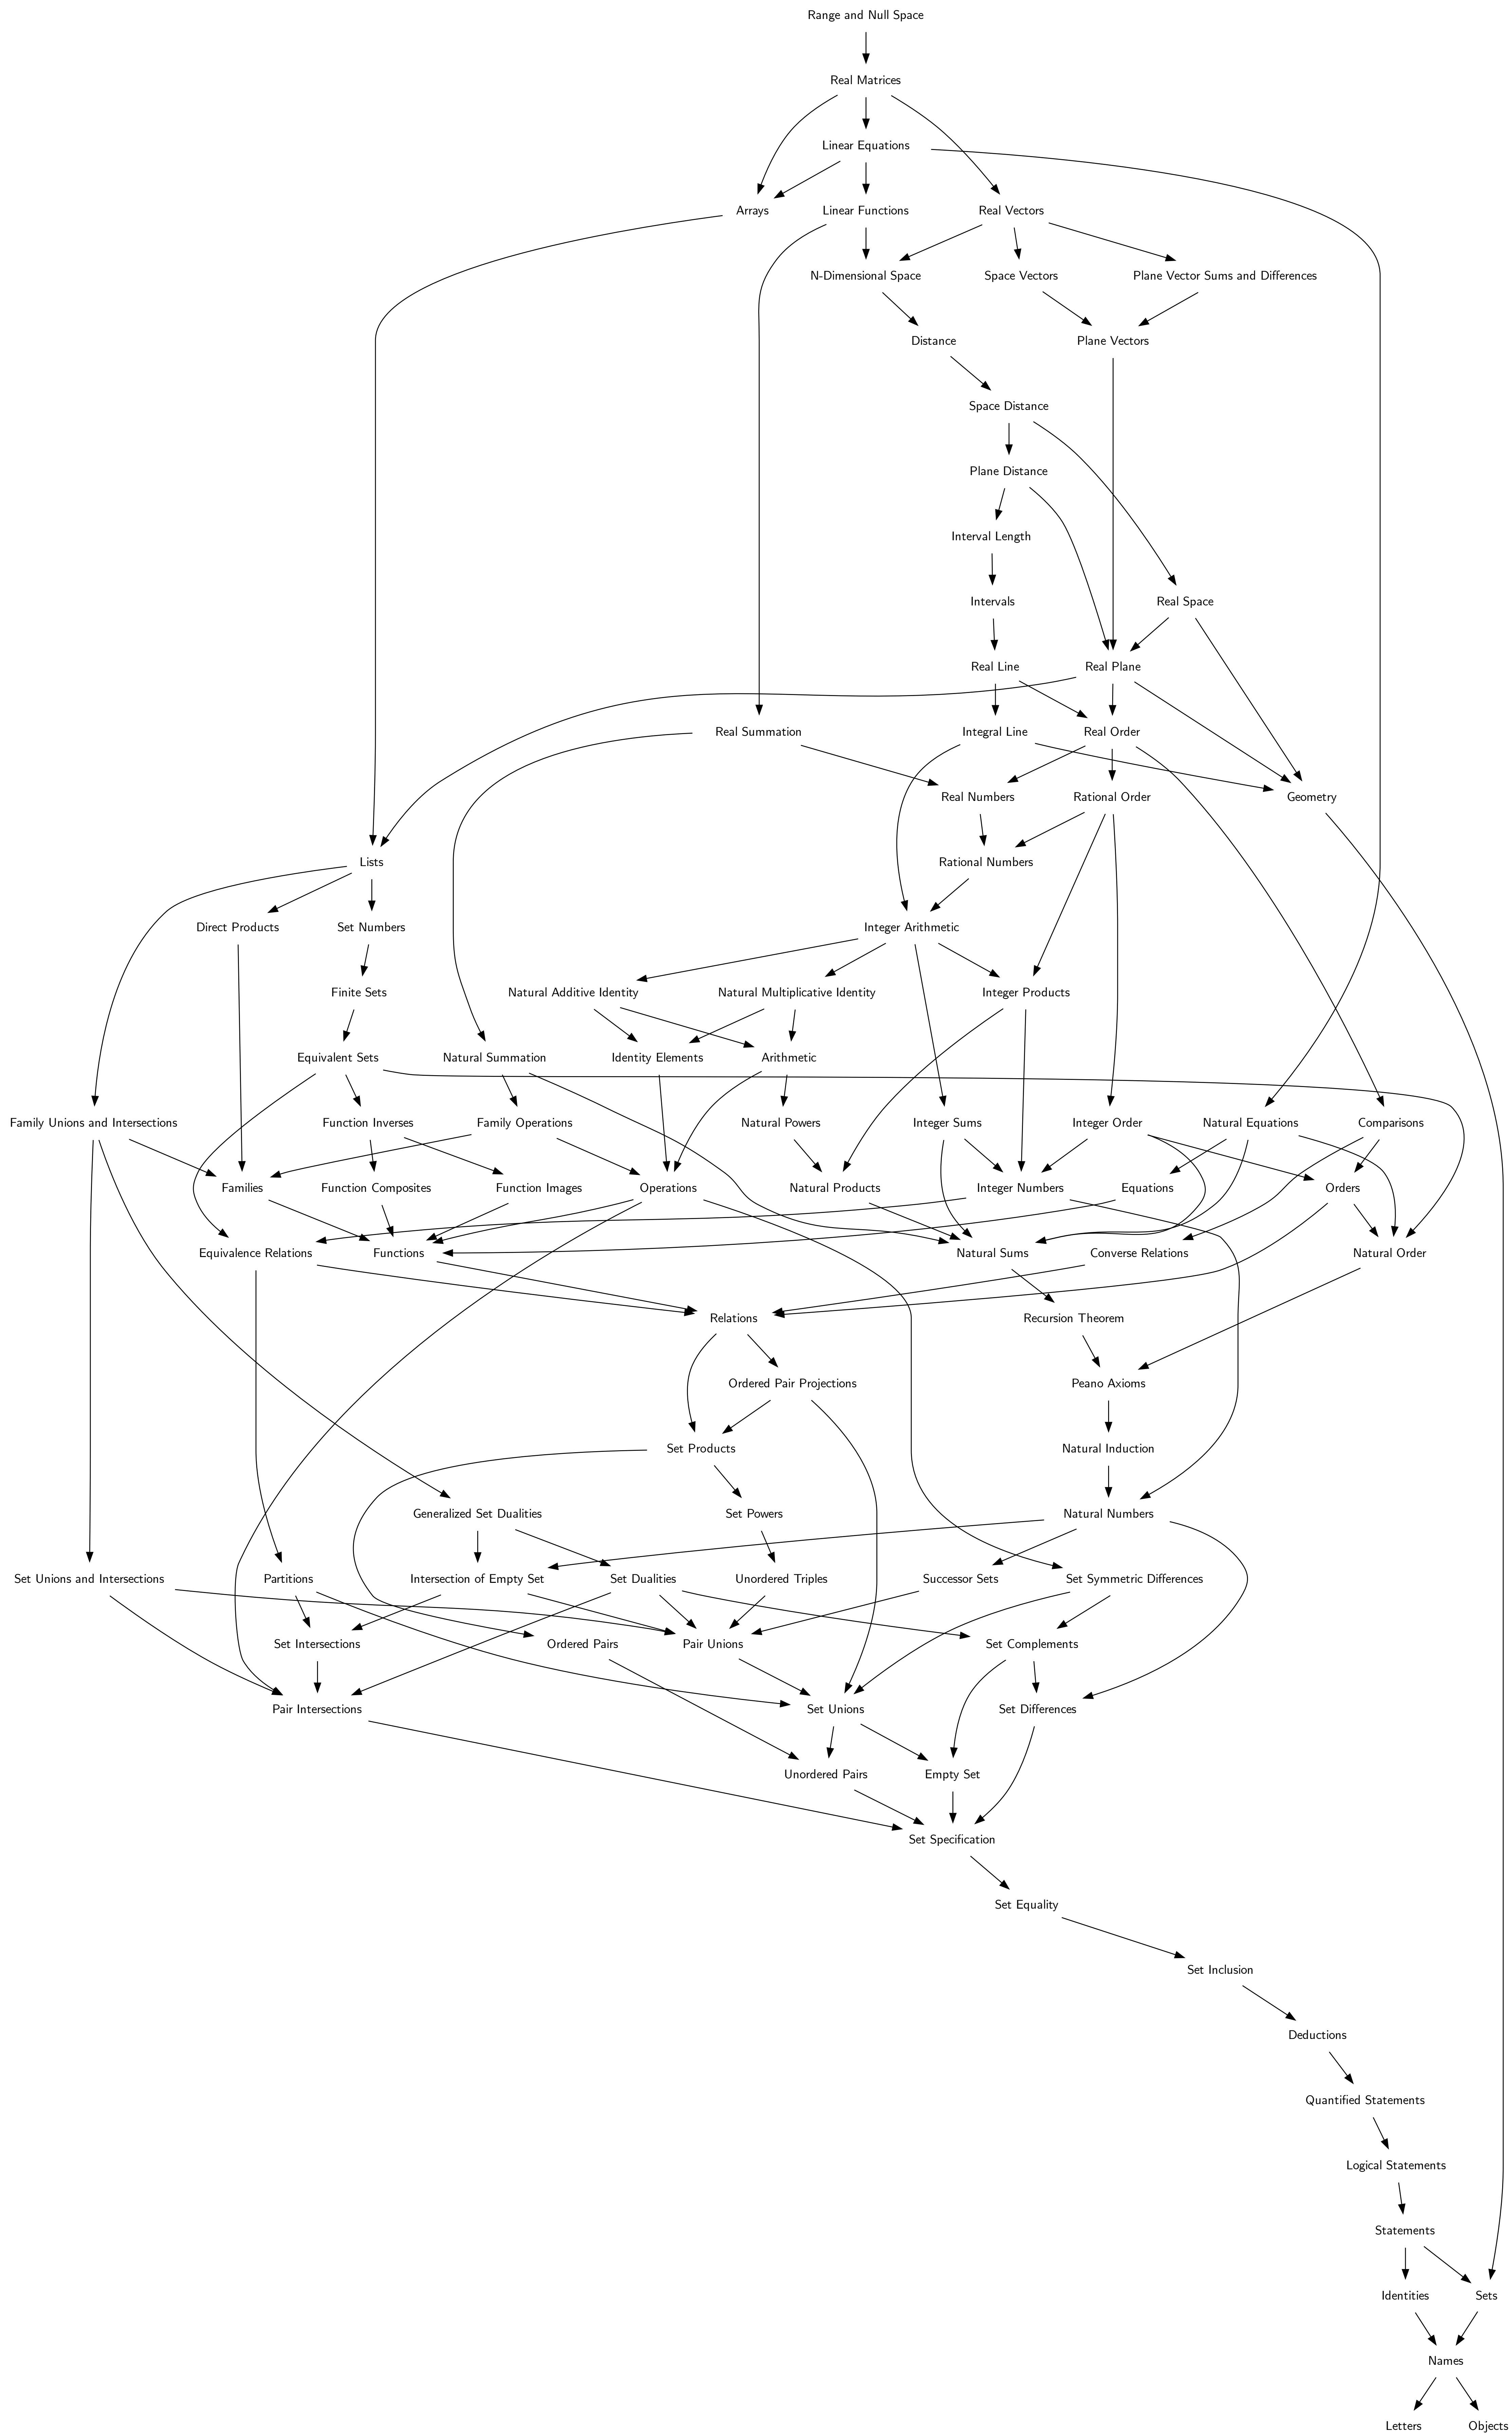 Range and Null Space
Real Matrices
Linear Equations
Arrays
Linear Functions
Real Vectors
N-Dimensional Space
Space Vectors
Plane Vector Sums and Differences
Distance
Plane Vectors
Space Distance
Plane Distance
Interval Length
Intervals
Real Space
Real Line
Real Plane
Real Summation
Integral Line
Real Order
Real Numbers
Rational Order
Geometry
Lists
Rational Numbers
Direct Products
Set Numbers
Integer Arithmetic
Finite Sets
Natural Additive Identity
Natural Multiplicative Identity
Integer Products
Equivalent Sets
Natural Summation
Identity Elements
Arithmetic
Family Unions and Intersections
Function Inverses
Family Operations
Natural Powers
Integer Sums
Integer Order
Natural Equations
Comparisons
Families
Function Composites
Function Images
Operations
Natural Products
Integer Numbers
Equations
Orders
Equivalence Relations
Functions
Natural Sums
Converse Relations
Natural Order
Relations
Recursion Theorem
Ordered Pair Projections
Peano Axioms
Set Products
Natural Induction
Generalized Set Dualities
Set Powers
Natural Numbers
Set Unions and Intersections
Partitions
Intersection of Empty Set
Set Dualities
Unordered Triples
Successor Sets
Set Symmetric Differences
Set Intersections
Ordered Pairs
Pair Unions
Set Complements
Pair Intersections
Set Unions
Set Differences
Unordered Pairs
Empty Set
Set Specification
Set Equality
Set Inclusion
Deductions
Quantified Statements
Logical Statements
Statements
Identities
Sets
Names
Letters
Objects